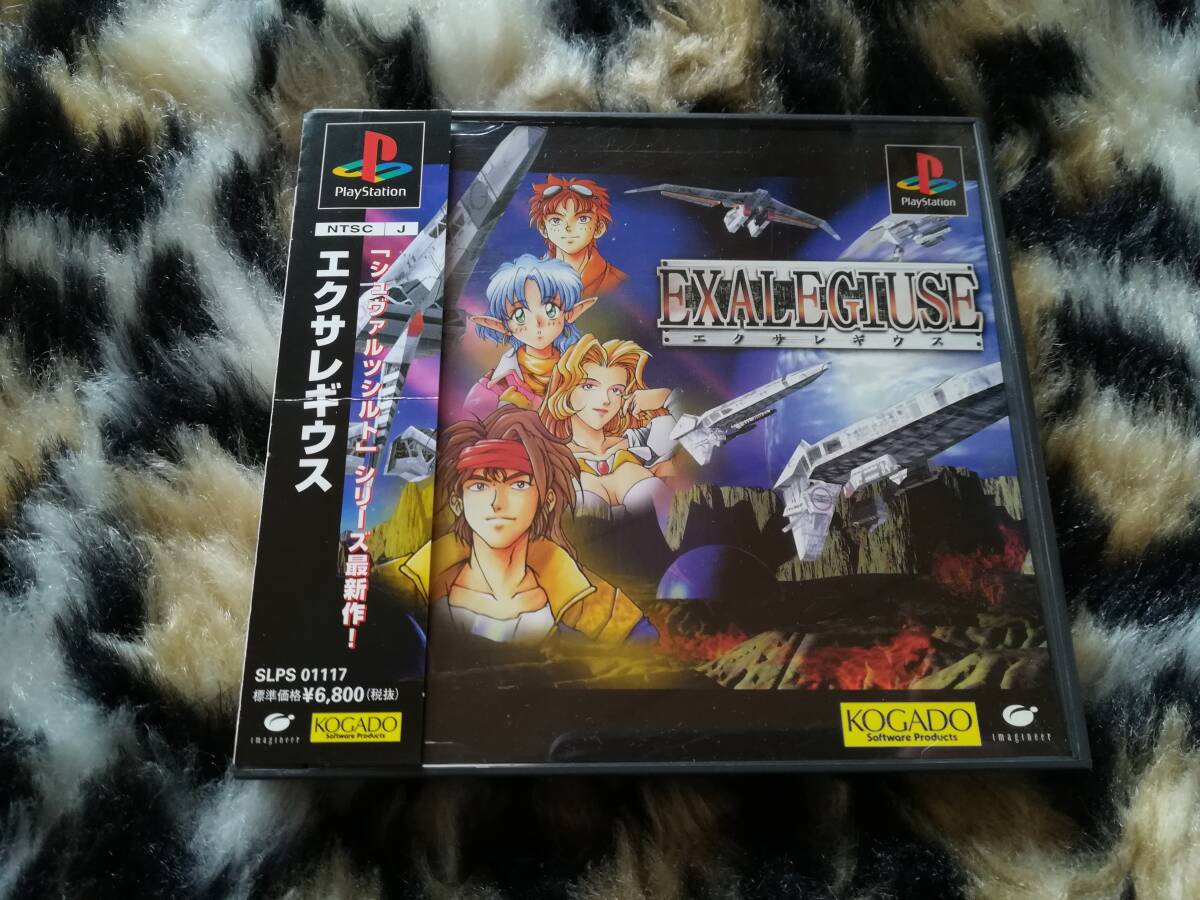 PlayStation
NTSC J
エクサレギウス
「シュヴァルツシルト」シリーズ最新作!
SLPS 01117
標準価格¥6,800(税抜)
imagineer
KOGADO
Software Products
PlayStation
EXALEGIUSE
エクサレギウス
KOGADO
Software Products
imagineer